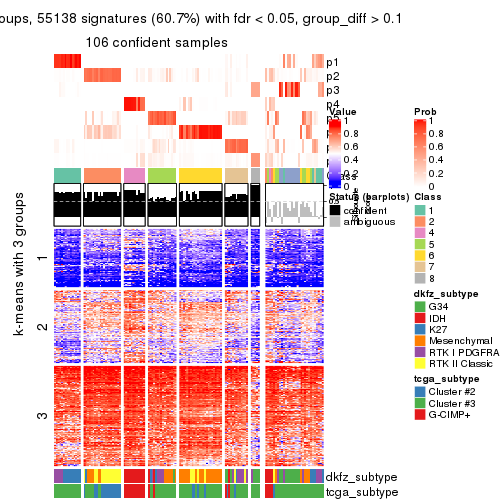 oups, 55138 signatures (60.7%) with fdr < 0.05, group_diff > 0.1
106 confident samples
p1
p2
p3
p4
k-means with 3 groups
1
2
3
Value
1
0.8
0.6
0.4
0.2
0
Prob
1
0.8
0.6
0.4
0.2
0
Status (barplots)
confident
ambiguous
Class
1
2
4
5
6
7
8
dkfz_subtype
G34
IDH
K27
Mesenchymal
RTK I PDGFRA
RTK II Classic
tcga_subtype
Cluster #2
Cluster #3
G-CIMP+
dkfz_subtype
tcga_subtype